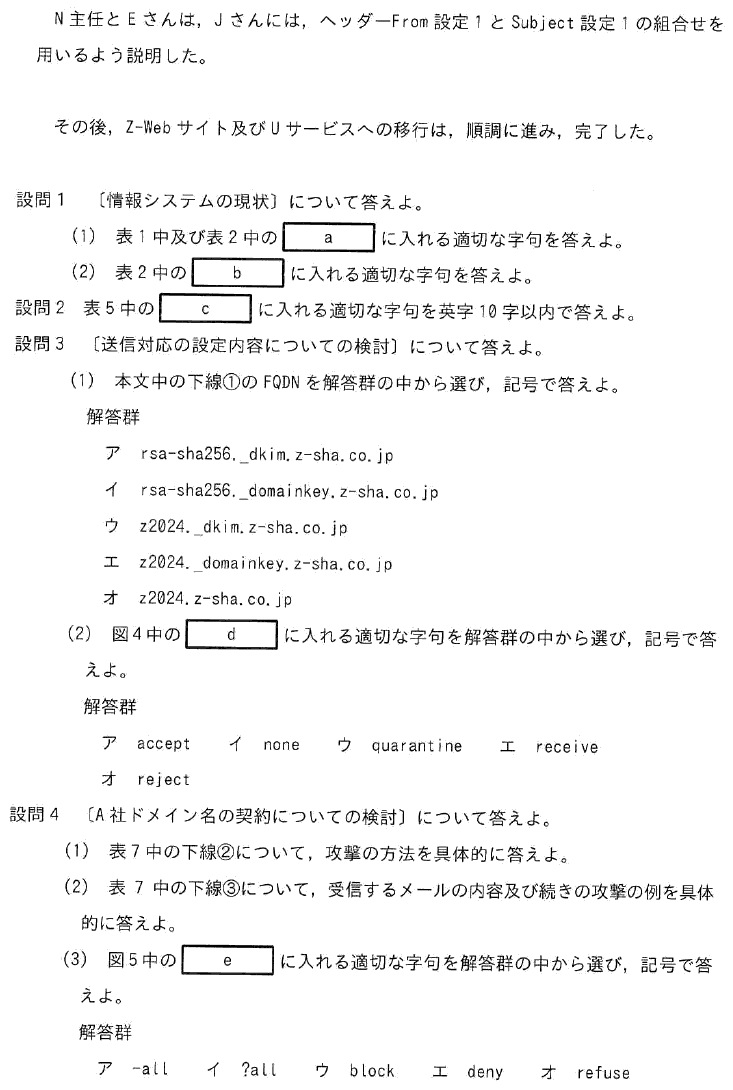 N主任とEさんは，Jさんには，ヘッダーFrom設定1とSubject設定1の組合せを
用いるよう説明した。
その後，Z-Webサイト及びUサービスへの移行は，順調に進み，完了した。
設問1 〔情報システムの現状〕について答えよ。
(1) 表1中及び表2中の a に入れる適切な字句を答えよ。
(2) 表2中の b に入れる適切な字句を答えよ。
設問2 表5中の c に入れる適切な字句を英字10字以内で答えよ。
設問3 〔送信対応の設定内容についての検討〕について答えよ。
(1) 本文中の下線①のFQDNを解答群の中から選び，記号で答えよ。
解答群
ア rsa-sha256._dkim.z-sha.co.jp
イ rsa-sha256._domainkey.z-sha.co.jp
ウ z2024._dkim.z-sha.co.jp
エ z2024._domainkey.z-sha.co.jp
オ z2024.z-sha.co.jp
(2) 図4中の d に入れる適切な字句を解答群の中から選び，記号で答
えよ。
解答群
ア accept イ none ウ quarantine エ receive
オ reject
設問4 〔A社ドメイン名の契約についての検討〕について答えよ。
(1) 表7中の下線②について，攻撃の方法を具体的に答えよ。
(2) 表7中の下線③について，受信するメールの内容及び続きの攻撃の例を具体
的に答えよ。
(3) 図5中の e に入れる適切な字句を解答群の中から選び，記号で答
えよ。
解答群
ア -all イ ?all ウ block エ deny オ refuse